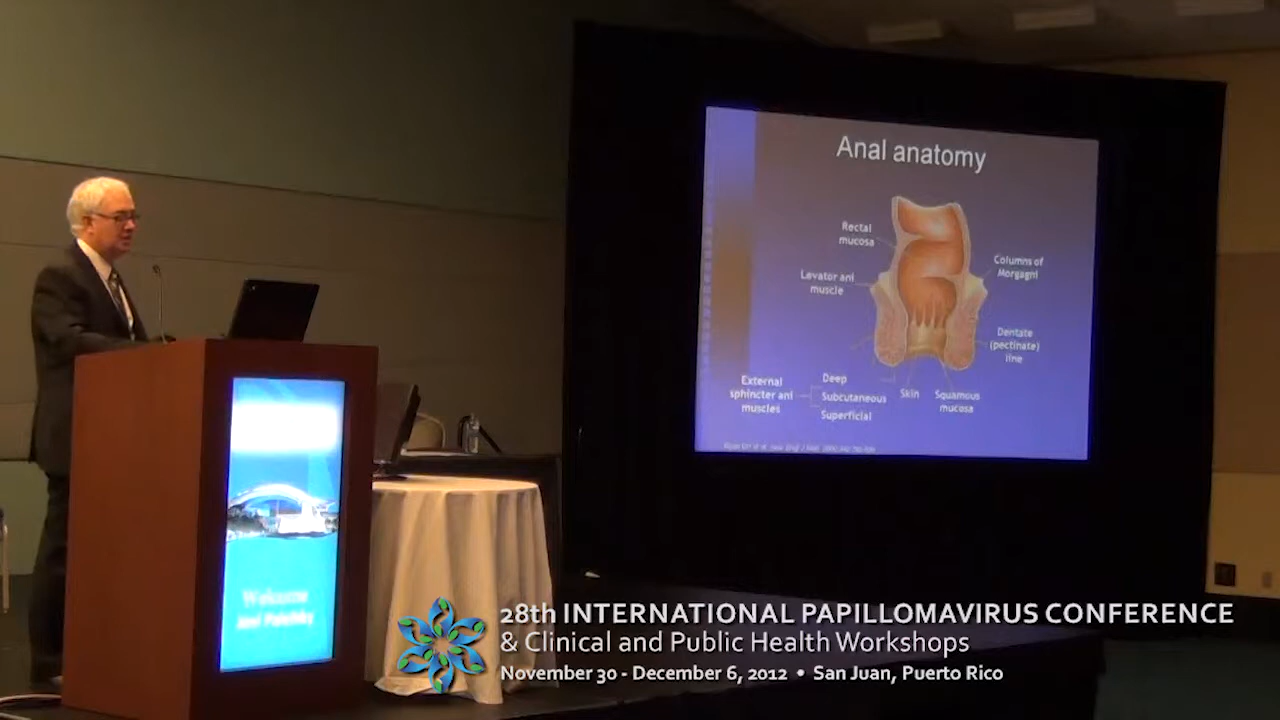 Anal anatomy
Rectal
mucosa
Levator ani
muscle
Columns of
Morgagni
Dentate
(pectinate)
line
External
sphincter ani
muscles
Deep
Subcutaneous
Superficial
Skin
Squamous
mucosa
Welcome
28th INTERNATIONAL PAPILLOMAVIRUS CONFERENCE
& Clinical and Public Health Workshops
November 30 - December 6, 2012 • San Juan, Puerto Rico